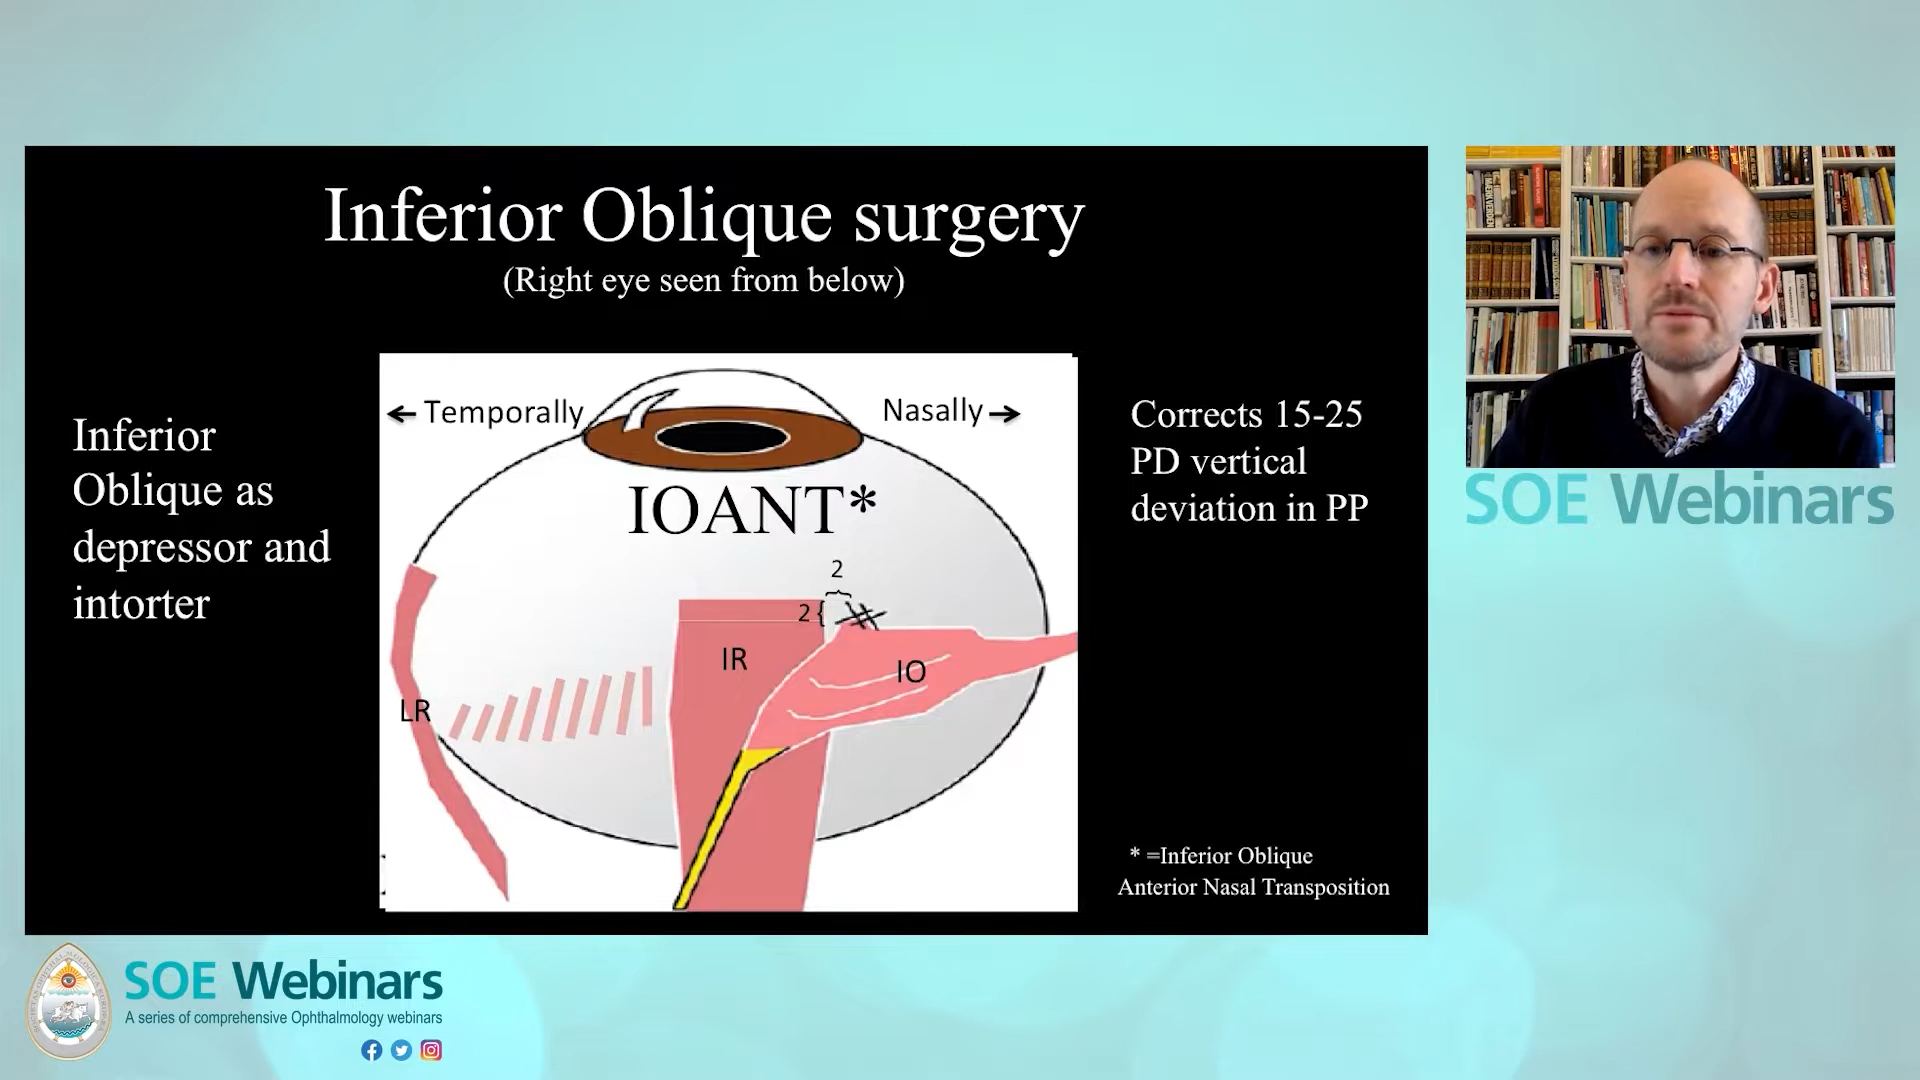 Inferior Oblique surgery
(Right eye seen from below)
Inferior
Oblique as
depressor and
intorter
← Temporally
Nasally →
IOANT*
2
2{
IR
IO
LR
Corrects 15-25
PD vertical
deviation in PP
* =Inferior Oblique
Anterior Nasal Transposition
SOE Webinars
SOE Webinars
A series of comprehensive Ophthalmology webinars